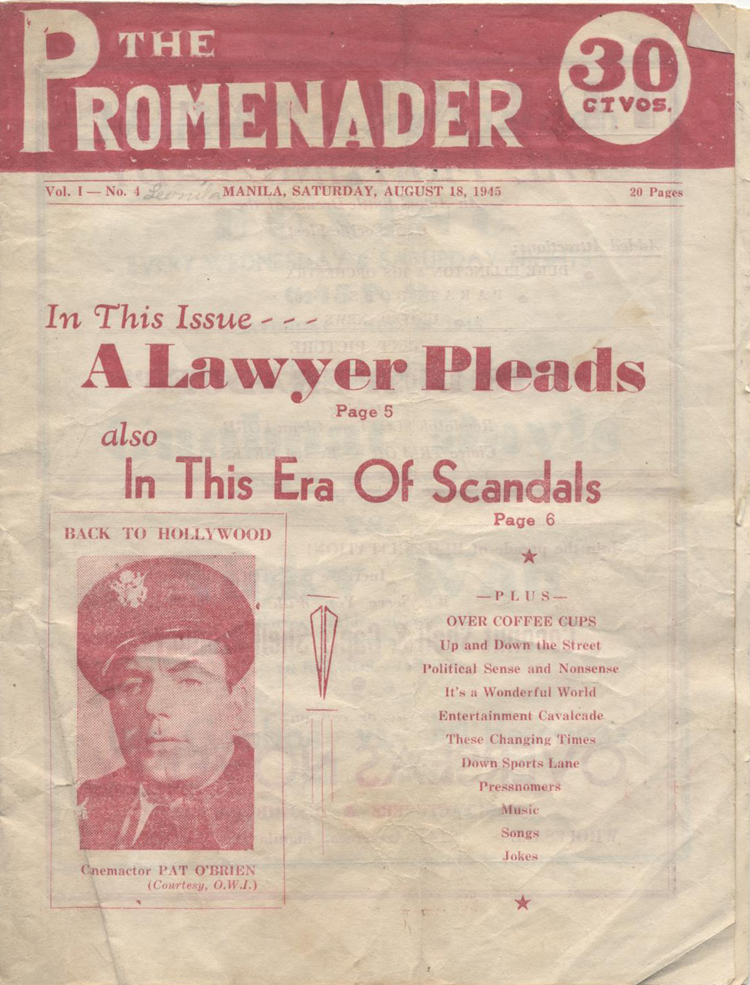 THE
PROMENADER
30
CTVOS.
Vol. I — No. 4 Leonila MANILA, SATURDAY, AUGUST 18, 1945 20 Pages
In This Issue - - -
A Lawyer Pleads
Page 5
also
In This Era Of Scandals
Page 6
BACK TO HOLLYWOOD
Cnemactor PAT O'BRIEN
(Courtesy, O.W.I.)
—PLUS—
OVER COFFEE CUPS
Up and Down the Street
Political Sense and Nonsense
It's a Wonderful World
Entertainment Cavalcade
These Changing Times
Down Sports Lane
Pressnomers
Music
Songs
Jokes